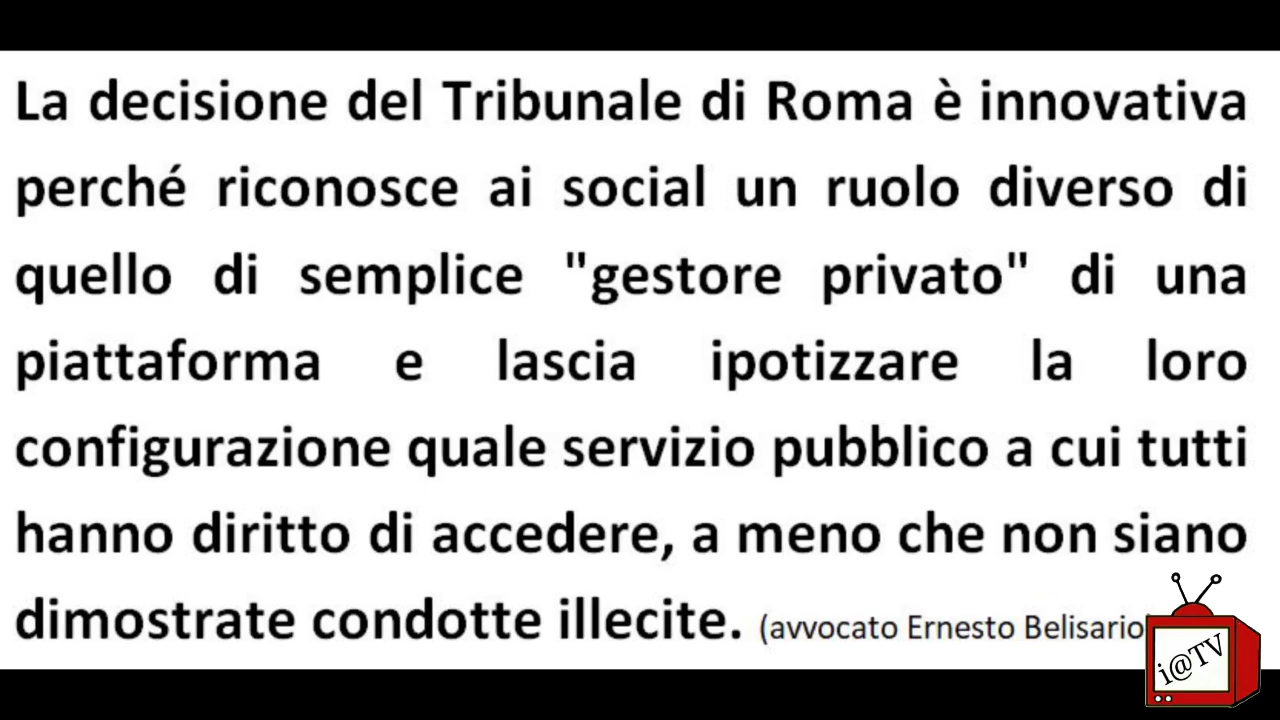 La decisione del Tribunale di Roma è innovativa
perché riconosce ai social un ruolo diverso di
quello di semplice "gestore privato" di una
piattaforma e lascia ipotizzare la loro
configurazione quale servizio pubblico a cui tutti
hanno diritto di accedere, a meno che non siano
dimostrate condotte illecite. (avvocato Ernesto Belisario
i@TV